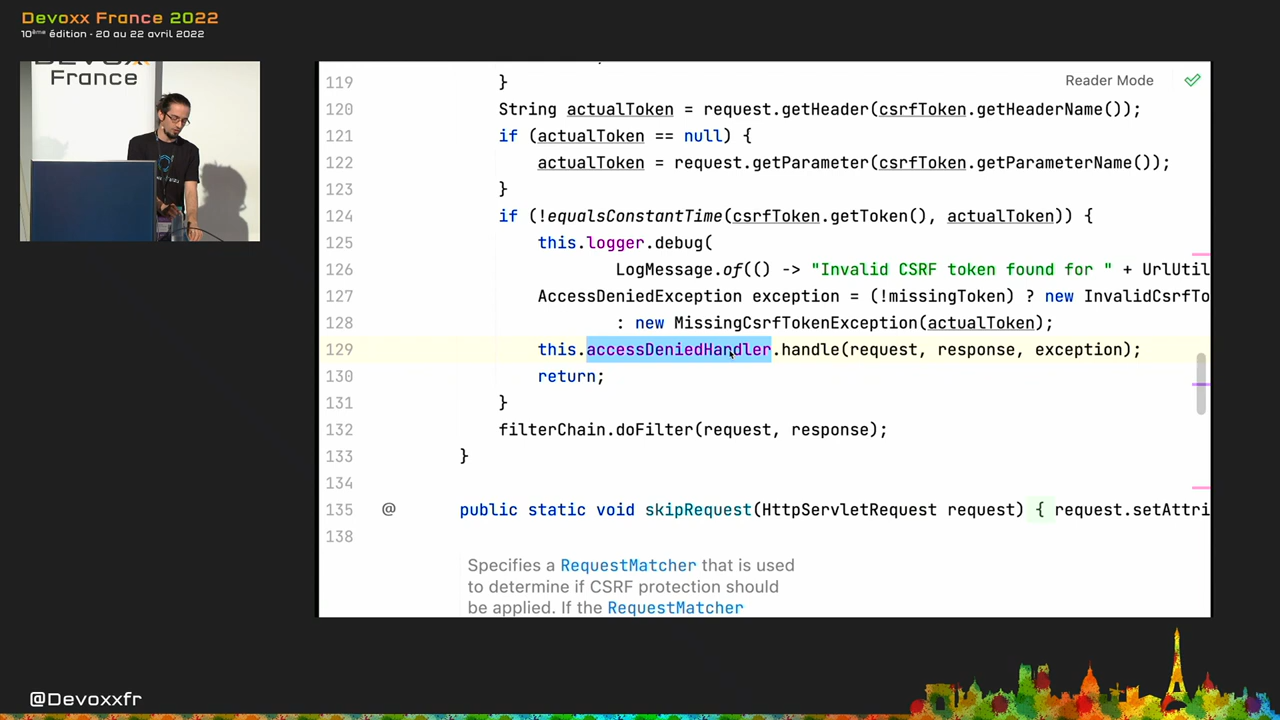 Devoxx France 2022
10ème édition - 20 au 22 avril 2022
France
119 }
Reader Mode
120 String actualToken = request.getHeader(csrfToken.getHeaderName());
121 if (actualToken == null) {
122 actualToken = request.getParameter(csrfToken.getParameterName());
123 }
124 if (!equalsConstantTime(csrfToken.getToken(), actualToken)) {
125 this.logger.debug(
126 LogMessage.of(() -> "Invalid CSRF token found for " + UrlUtil
127 AccessDeniedException exception = (!missingToken) ? new InvalidCsrfTo
128 : new MissingCsrfTokenException(actualToken);
129 this.accessDeniedHandler.handle(request, response, exception);
130 return;
131 }
132 filterChain.doFilter(request, response);
133 }
134
135 @ public static void skipRequest(HttpServletRequest request) { request.setAttri
138
Specifies a RequestMatcher that is used
to determine if CSRF protection should
be applied. If the RequestMatcher
@Devoxxfr